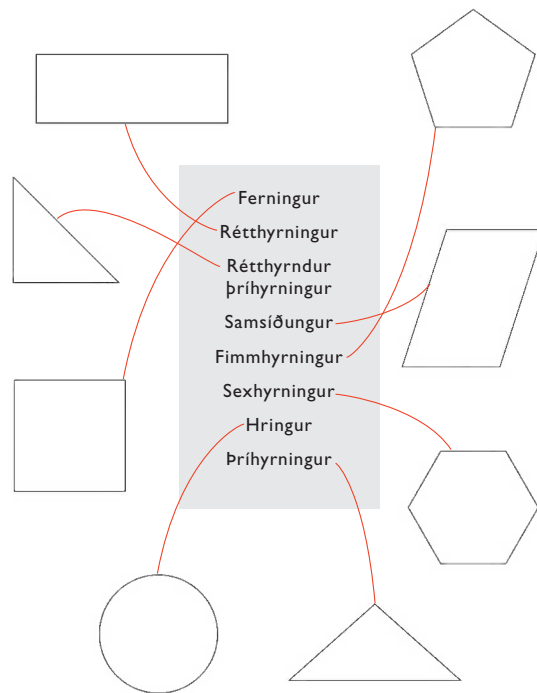 Ferningur
Rétthyrningur
Rétthyrndur
þríhyrningur
Samsíðungur
Fimmhyrningur
Sexhyrningur
Hringur
Þríhyrningur